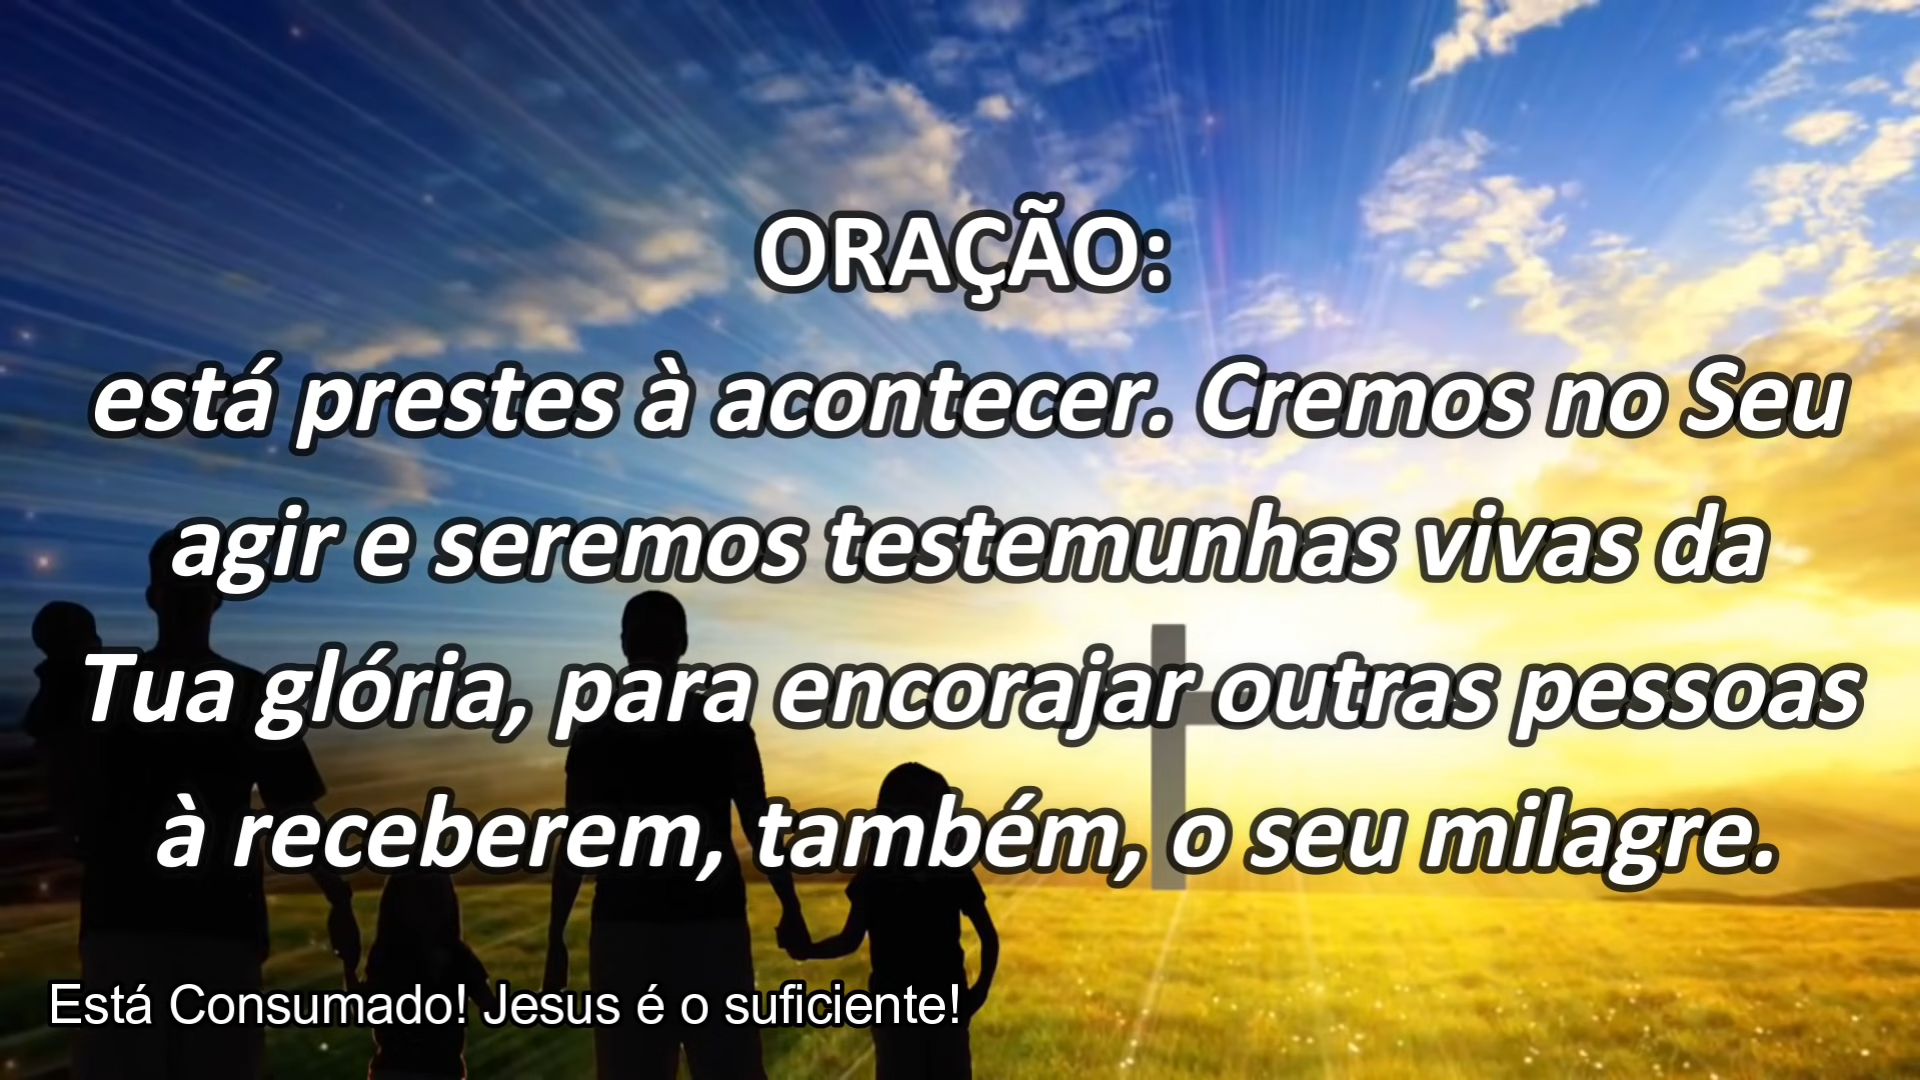 ORAÇÃO:
está prestes à acontecer. Cremos no Seu
agir e seremos testemunhas vivas da
Tua glória, para encorajar outras pessoas
à receberem, também, o seu milagre.
Está Consumado! Jesus é o suficiente!